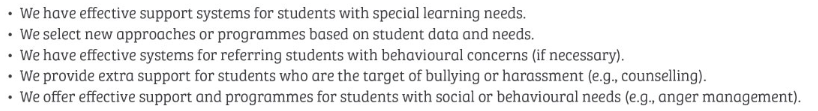 • We have effective support systems for students with special learning needs.
• We select new approaches or programmes based on student data and needs.
• We have effective systems for referring students with behavioural concerns (if necessary).
• We provide extra support for students who are the target of bullying or harassment (e.g., counselling).
• We offer effective support and programmes for students with social or behavioural needs (e.g., anger management).